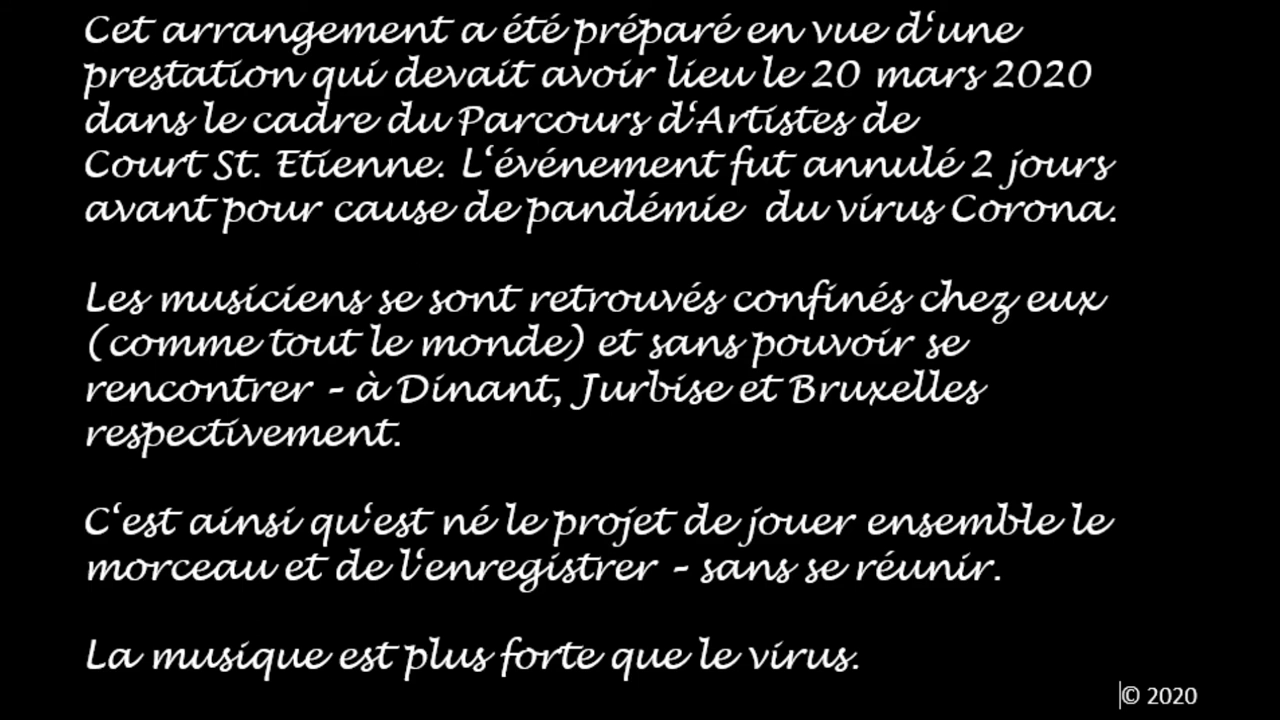 Cet arrangement a été préparé en vue d‘une
prestation qui devait avoir lieu le 20 mars 2020
dans le cadre du Parcours d‘Artistes de
Court St. Etienne. L‘événement fut annulé 2 jours
avant pour cause de pandémie  du virus Corona.
Les musiciens se sont retrouvés confinés chez eux
(comme tout le monde) et sans pouvoir se
rencontrer – à Dinant, Jurbise et Bruxelles
respectivement.
C‘est ainsi qu‘est né le projet de jouer ensemble le
morceau et de l‘enregistrer – sans se réunir.
La musique est plus forte que le virus.
© 2020